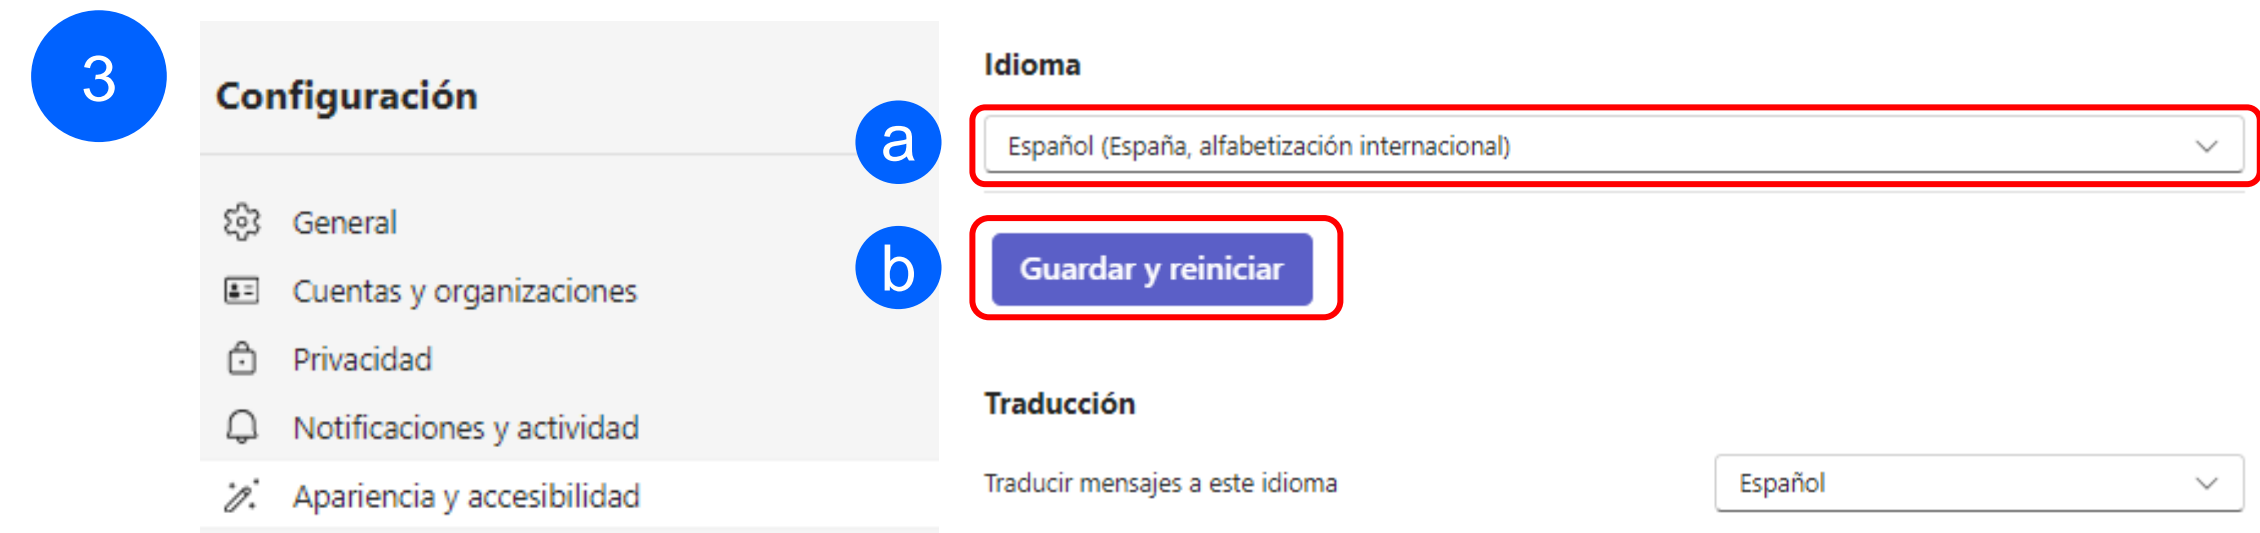 3
Configuración
General
Cuentas y organizaciones
Privacidad
Notificaciones y actividad
Apariencia y accesibilidad
Idioma
a
Español (España, alfabetización internacional)
b
Guardar y reiniciar
Traducción
Traducir mensajes a este idioma
Español